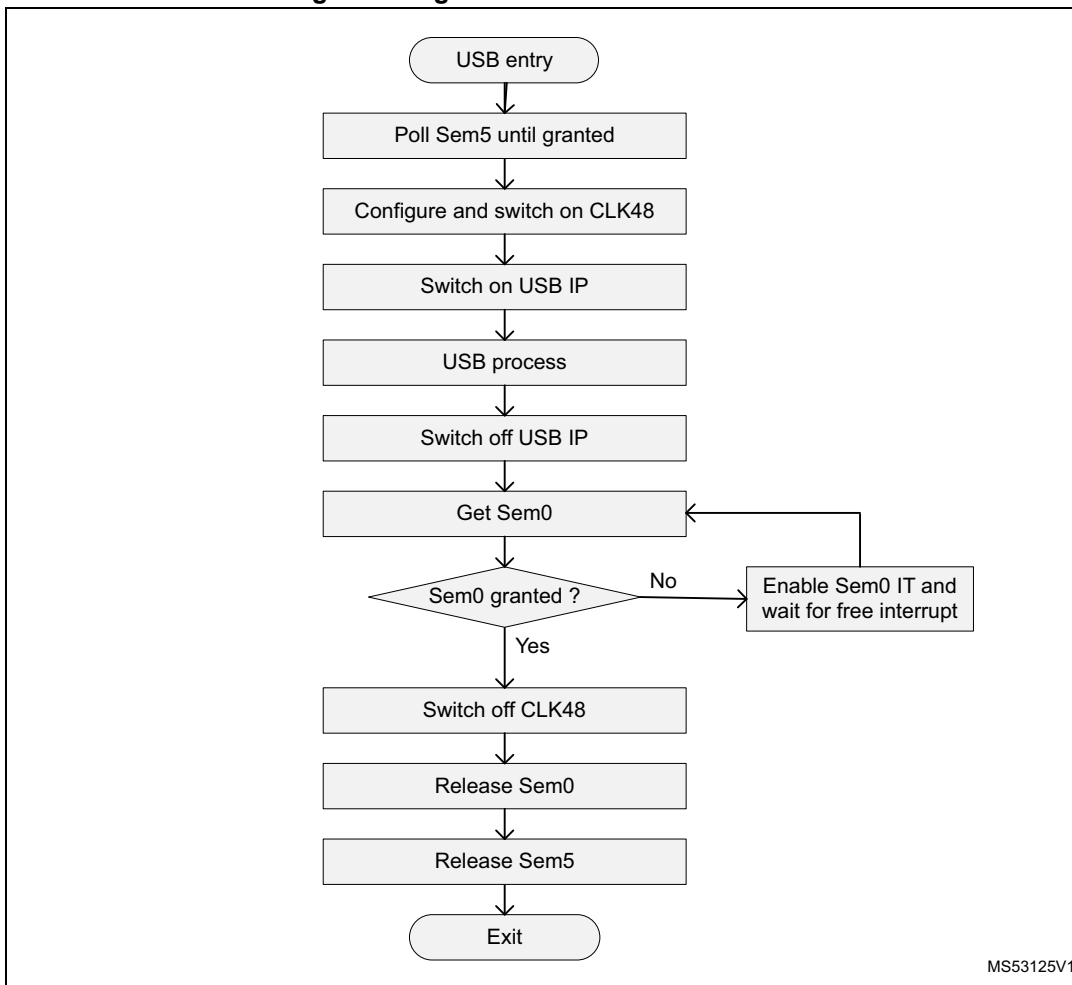 USB entry
Poll Sem5 until granted
Configure and switch on CLK48
Switch on USB IP
USB process
Switch off USB IP
Get Sem0
Sem0 granted ?
No
Enable Sem0 IT and
wait for free interrupt
Yes
Switch off CLK48
Release Sem0
Release Sem5
Exit
MS53125V1